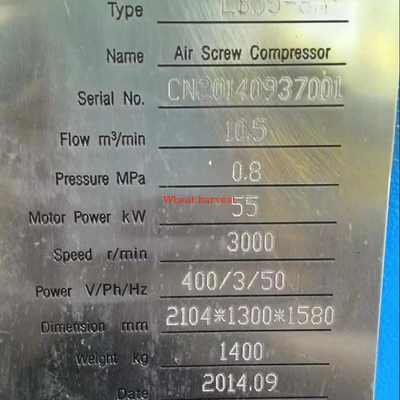 Type
Name Air Screw Compressor
Serial No. CN20140937001
Flow m³/min 10.5
Pressure MPa 0.8
Wheat harvest
Motor Power kW 55
Speed r/min 3000
Power V/Ph/Hz 400/3/50
Dimension mm 2104*1300*1580
Weight kg 1400
Date 2014.09